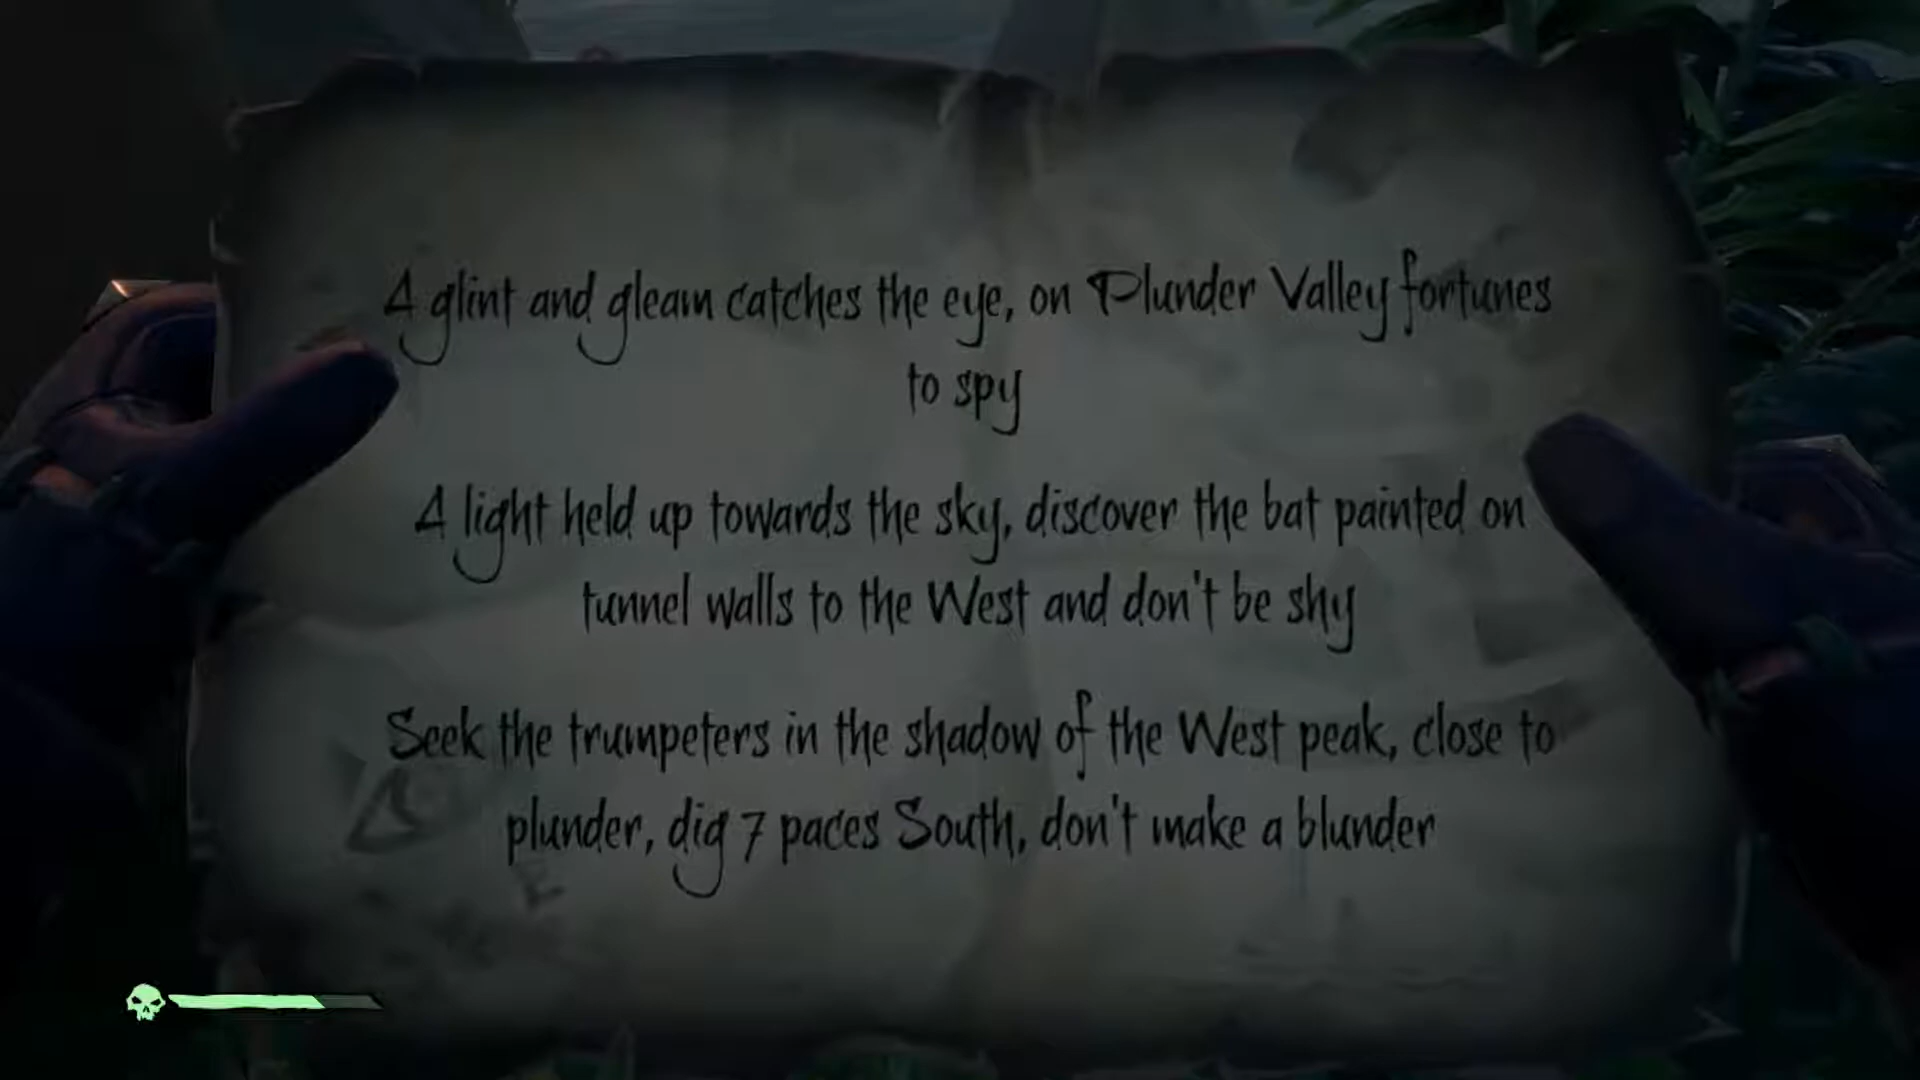 A glint and gleam catches the eye, on Plunder Valley fortunes
to spy
A light held up towards the sky, discover the bat painted on
tunnel walls to the West and don't be shy
Seek the trumpeters in the shadow of the West peak, close to
plunder, dig 7 paces South, don't make a blunder
E